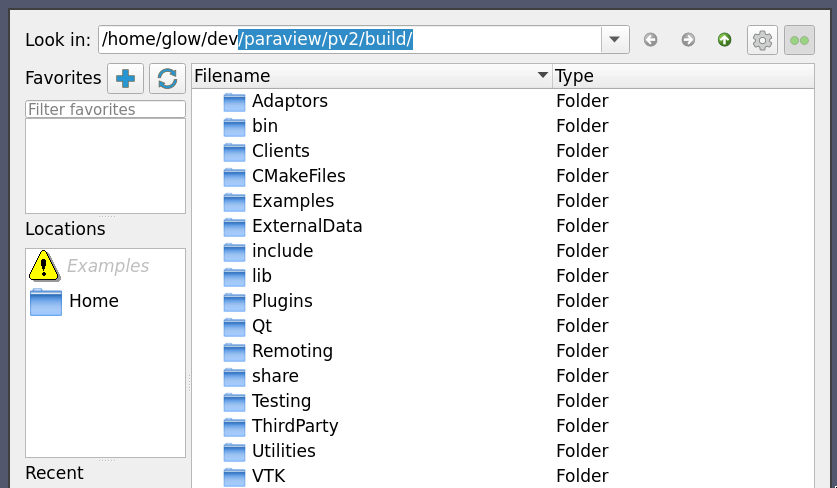 Look in: /home/glow/dev/paraview/pv2/build/
Favorites
Filter favorites
Locations
Examples
Home
Recent
Filename Type
Adaptors Folder
bin Folder
Clients Folder
CMakeFiles Folder
Examples Folder
ExternalData Folder
include Folder
lib Folder
Plugins Folder
Qt Folder
Remoting Folder
share Folder
Testing Folder
ThirdParty Folder
Utilities Folder
VTK Folder